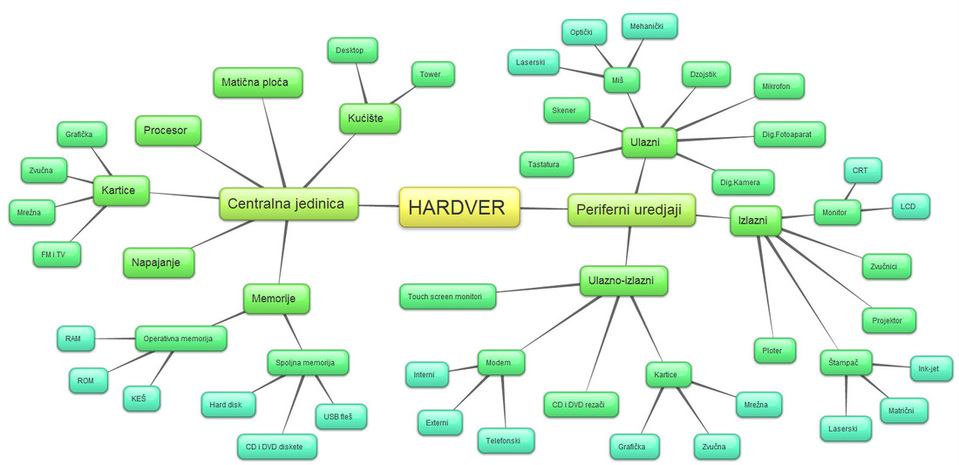 HARDVER
Centralna jedinica
Matična ploča
Procesor
Kućište
Desktop
Tower
Kartice
Grafička
Zvučna
Mrežna
FM i TV
Napajanje
Memorije
Operativna memorija
RAM
ROM
KEŠ
Spoljna memorija
Hard disk
CD i DVD diskete
USB fleš
Periferni uredjaji
Ulazni
Miš
Laserski
Optički
Mehanički
Skener
Tastatura
Dzojstik
Mikrofon
Dig.Fotoaparat
Dig.Kamera
Izlazni
Monitor
CRT
LCD
Zvučnici
Projektor
Ploter
Štampač
Ink-jet
Matrični
Laserski
Ulazno-izlazni
Touch screen monitori
Modem
Interni
Externi
Telefonski
CD i DVD rezači
Kartice
Mrežna
Grafička
Zvučna